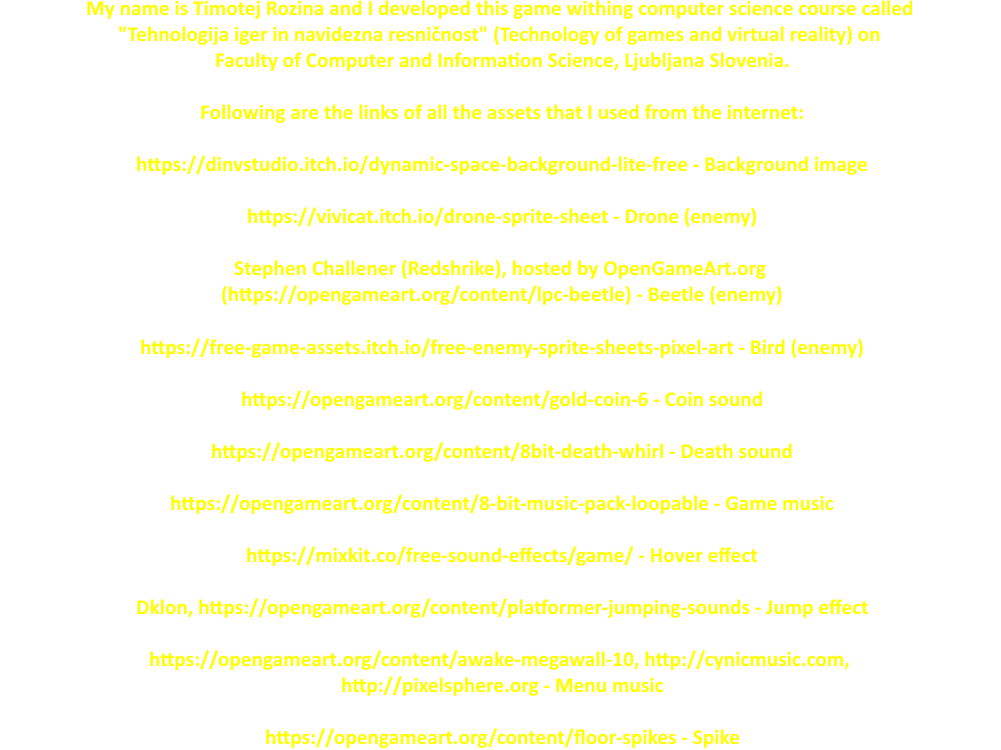 My name is Timotej Rozina and I developed this game withing computer science course called
"Tehnologija iger in navidezna resničnost" (Technology of games and virtual reality) on
Faculty of Computer and Information Science, Ljubljana Slovenia.
Following are the links of all the assets that I used from the internet:
https://dinvstudio.itch.io/dynamic-space-background-lite-free - Background image
https://vivicat.itch.io/drone-sprite-sheet - Drone (enemy)
Stephen Challener (Redshrike), hosted by OpenGameArt.org
(https://opengameart.org/content/lpc-beetle) - Beetle (enemy)
https://free-game-assets.itch.io/free-enemy-sprite-sheets-pixel-art - Bird (enemy)
https://opengameart.org/content/gold-coin-6 - Coin sound
https://opengameart.org/content/8bit-death-whirl - Death sound
https://opengameart.org/content/8-bit-music-pack-loopable - Game music
https://mixkit.co/free-sound-effects/game/ - Hover effect
Dklon, https://opengameart.org/content/platformer-jumping-sounds - Jump effect
https://opengameart.org/content/awake-megawall-10, http://cynicmusic.com,
http://pixelsphere.org - Menu music
https://opengameart.org/content/floor-spikes - Spike